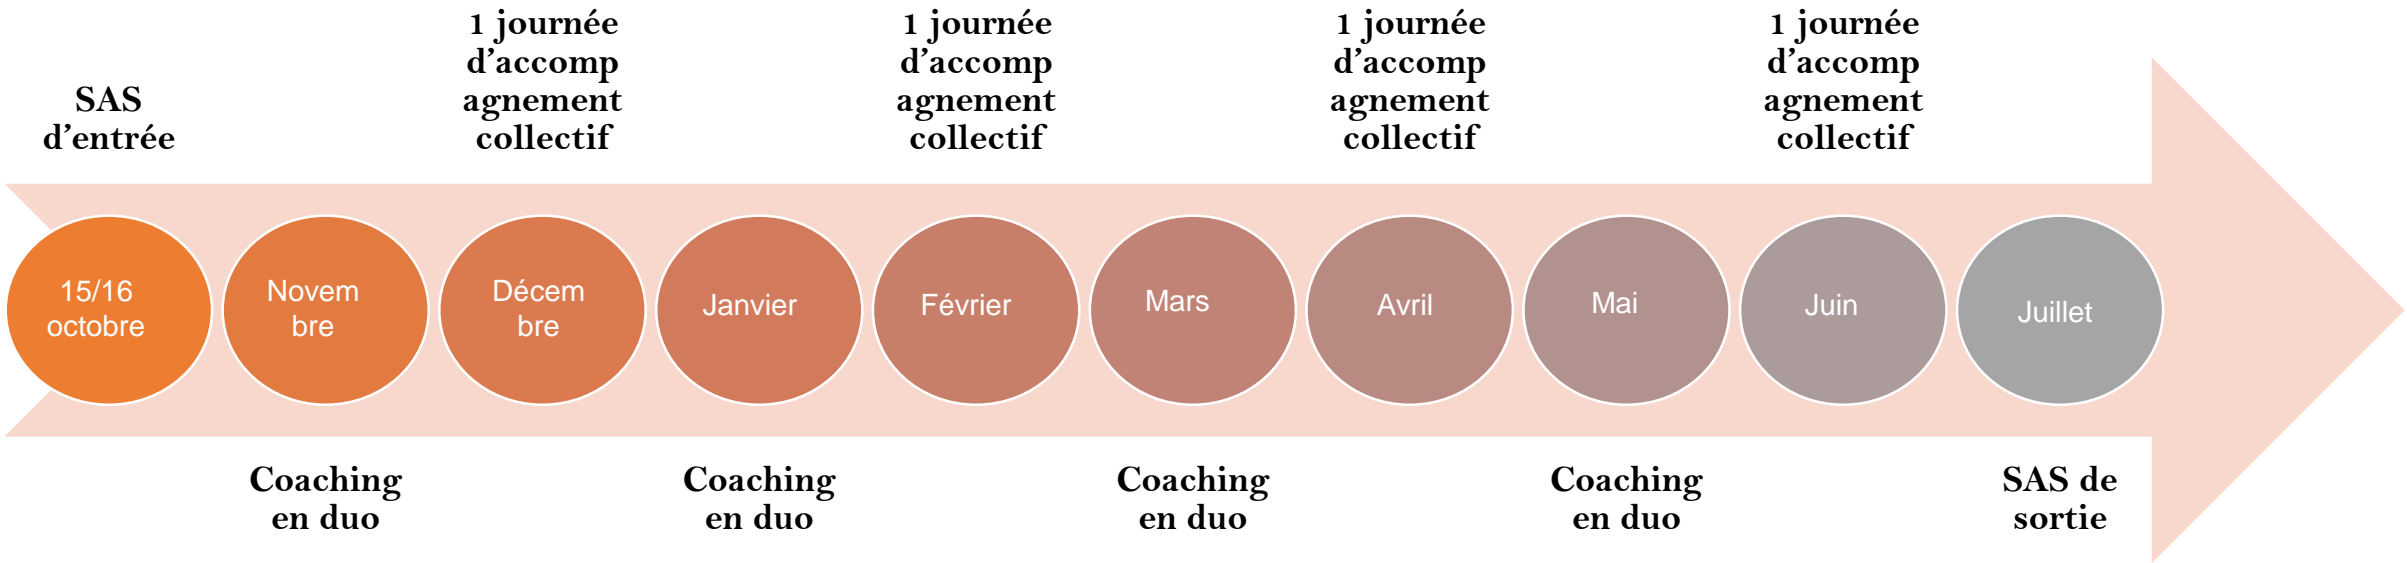 SAS
d’entrée
1 journée
d’accomp
agnement
collectif
1 journée
d’accomp
agnement
collectif
1 journée
d’accomp
agnement
collectif
1 journée
d’accomp
agnement
collectif
15/16
octobre
Novem
bre
Décem
bre
Janvier
Février
Mars
Avril
Mai
Juin
Juillet
Coaching
en duo
Coaching
en duo
Coaching
en duo
Coaching
en duo
SAS de
sortie